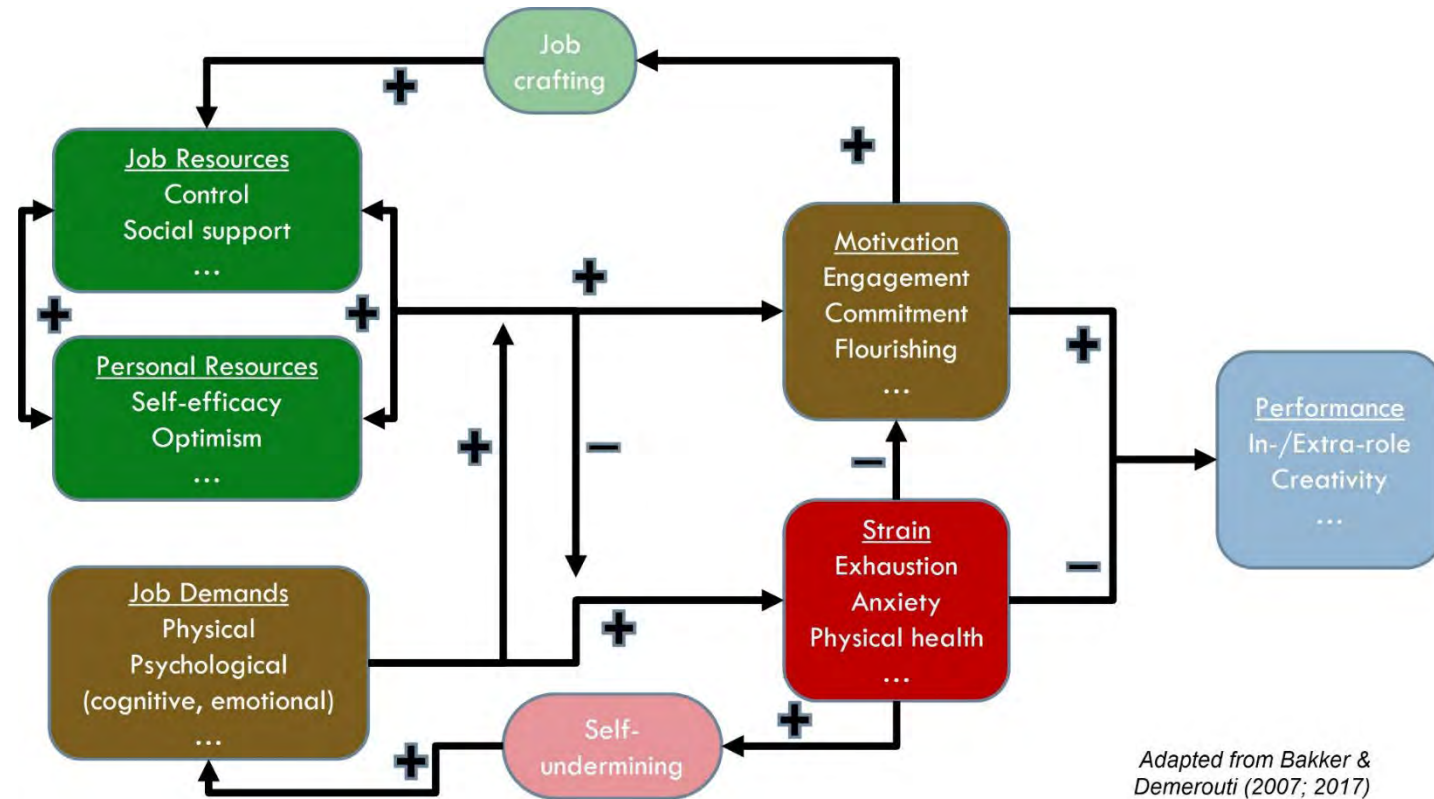 Job
crafting
Job Resources
Control
Social support
...
Personal Resources
Self-efficacy
Optimism
...
Job Demands
Physical
Psychological
(cognitive, emotional)
...
Motivation
Engagement
Commitment
Flourishing
...
Strain
Exhaustion
Anxiety
Physical health
...
Self-
undermining
Performance
In-/Extra-role
Creativity
...
+
+
+
+
+
+
−
+
−
+
−
+
+
Adapted from Bakker &
Demerouti (2007; 2017)